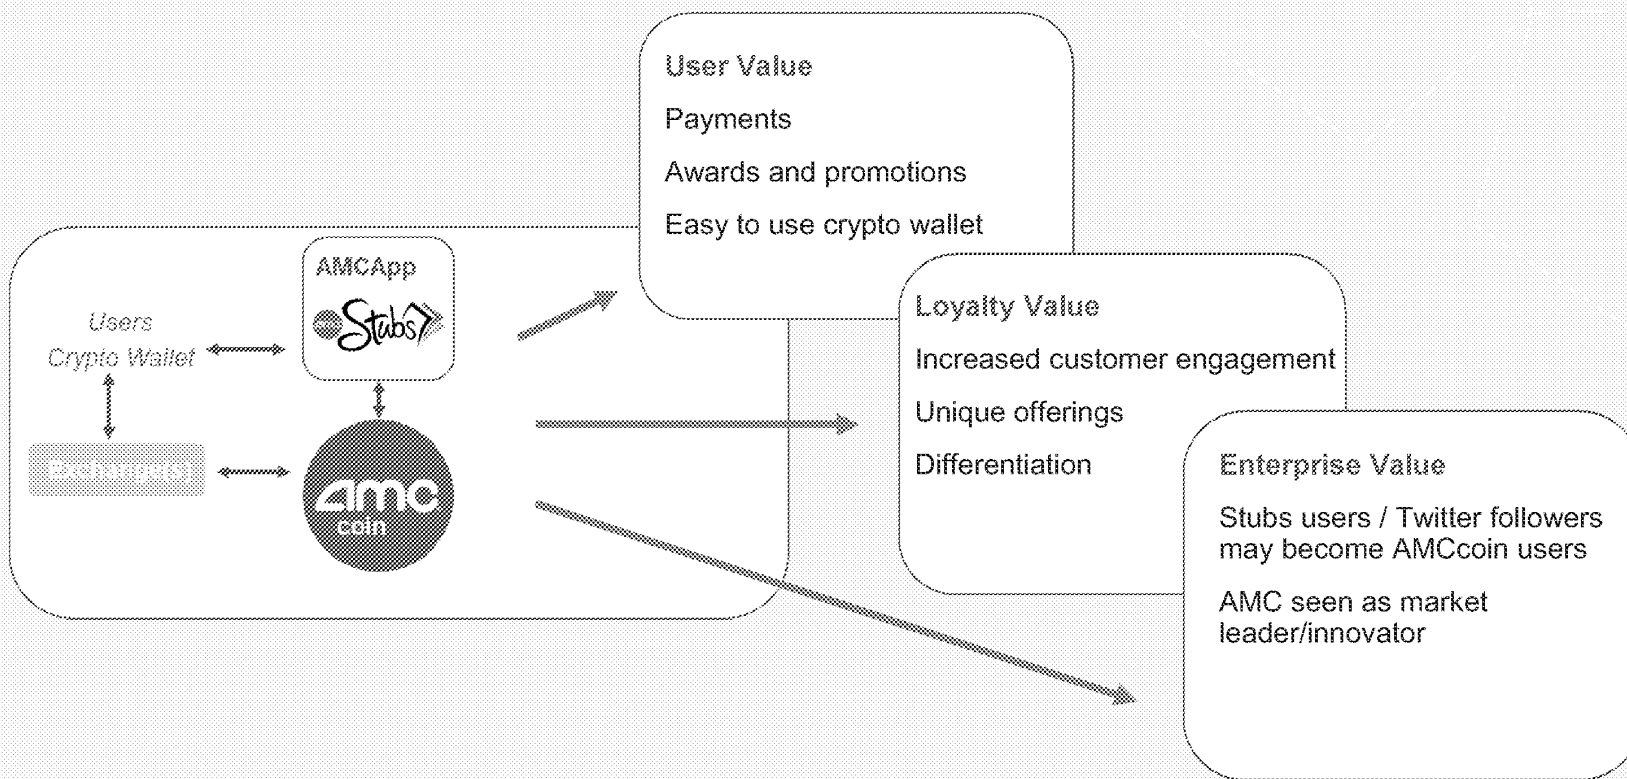 User Value
Payments
Awards and promotions
Easy to use crypto wallet
AMCApp
Stubs
Users
Crypto Wallet
Exchange(s)
amc
coin
Loyalty Value
Increased customer engagement
Unique offerings
Differentiation
Enterprise Value
Stubs users / Twitter followers
may become AMCcoin users
AMC seen as market
leader/innovator